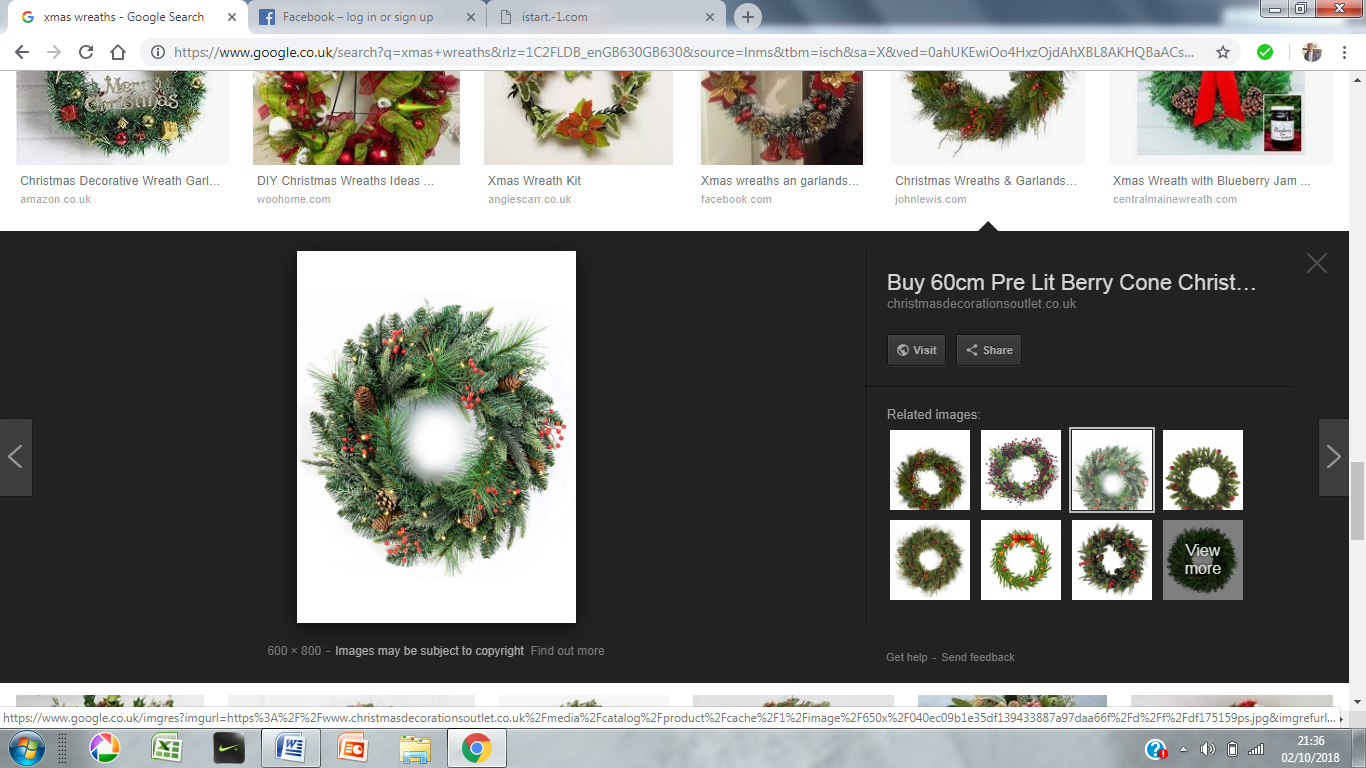 xmas wreaths - Google Search
Facebook – log in or sign up
istart.-1.com
https://www.google.co.uk/search?q=xmas+wreaths&rlz=1C2FLDB_enGB630GB630&source=lnms&tbm=isch&sa=X&ved=0ahUKEwiOo4HxzOjdAhXBL8AKHQBaACs...
Merry Christmas
Christmas Decorative Wreath Garl...
amazon.co.uk
DIY Christmas Wreaths Ideas ...
woohome.com
Xmas Wreath Kit
angiescarr.co.uk
Xmas wreaths an garlands...
facebook.com
Christmas Wreaths & Garlands...
johnlewis.com
Xmas Wreath with Blueberry Jam ...
centralmainewreath.com
Buy 60cm Pre Lit Berry Cone Christ...
christmasdecorationsoutlet.co.uk
Visit
Share
Related images:
View
more
600 × 800 - Images may be subject to copyright Find out more
Get help - Send feedback
https://www.google.co.uk/imgres?imgurl=https%3A%2F%2Fwww.christmasdecorationsoutlet.co.uk%2Fmedia%2Fcatalog%2Fproduct%2Fcache%2F1%2Fimage%2F650x%2F040ec09b1e35df139433887a97daa66f%2Fd%2Ff%2Fdf175159ps.jpg&imgrefurl...
21:36
02/10/2018